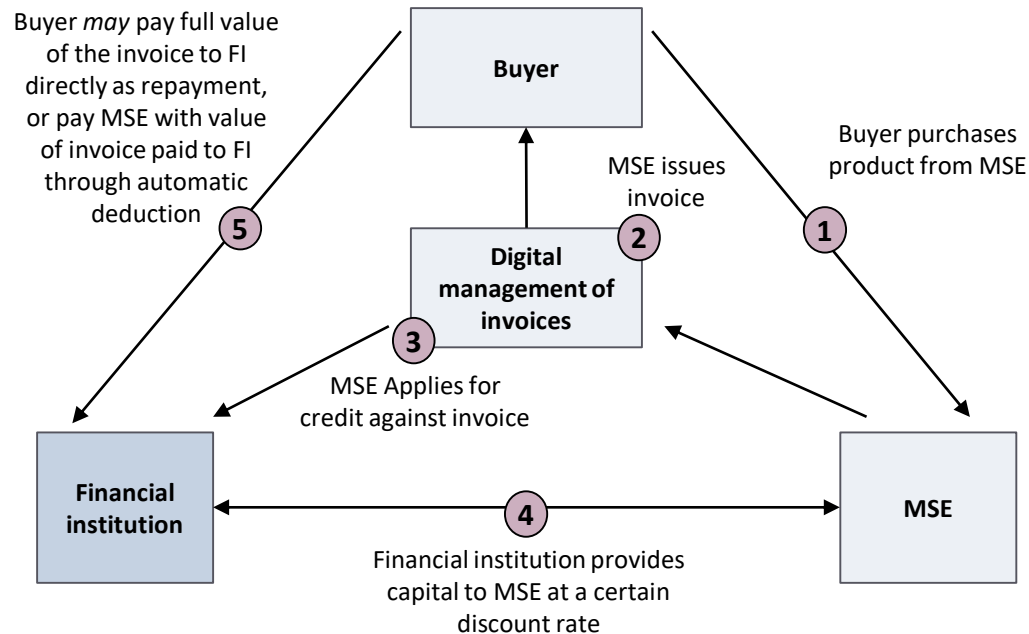 Buyer may pay full value
of the invoice to FI
directly as repayment,
or pay MSE with value
of invoice paid to FI
through automatic
deduction
5
Buyer
Buyer purchases
product from MSE
1
MSE issues
invoice
2
Digital
management of
invoices
3
MSE Applies for
credit against invoice
Financial
institution
4
Financial institution provides
capital to MSE at a certain
discount rate
MSE